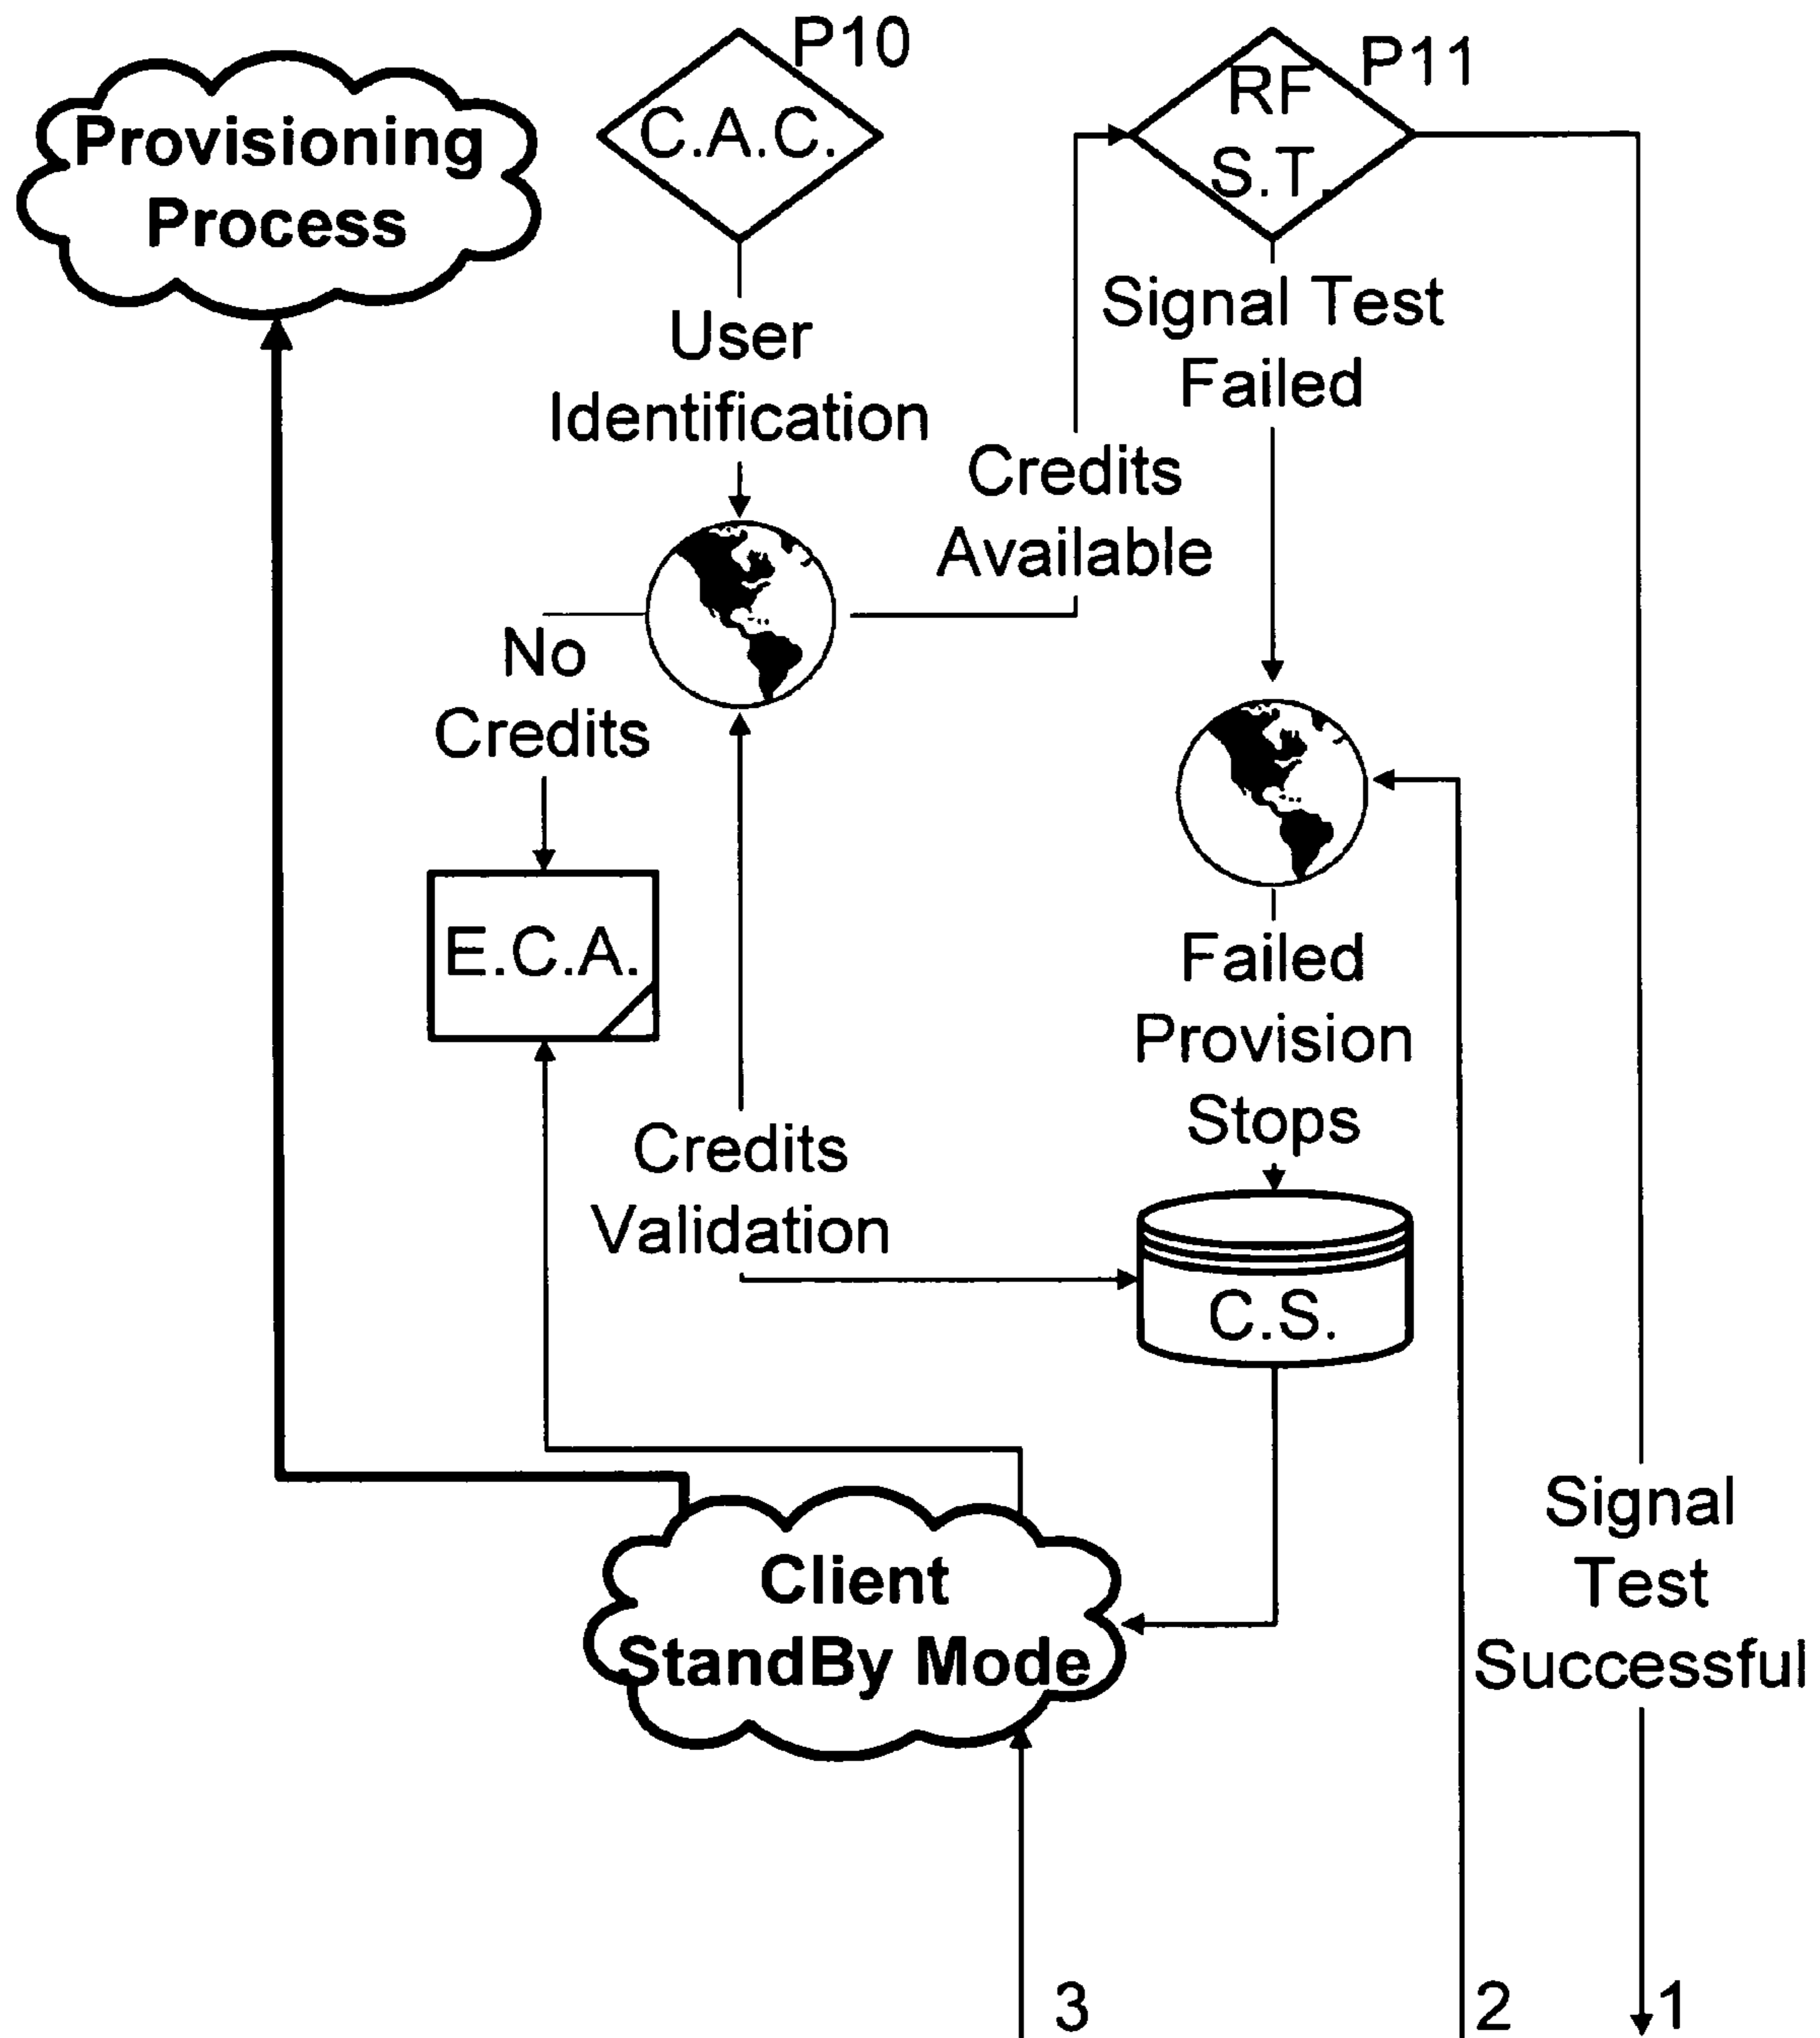 P10
P11
Provisioning
Process
C.A.C.
RF
S.T.
User
Identification
Signal Test
Failed
Credits
Available
No
Credits
E.C.A.
Failed
Provision
Stops
Credits
Validation
C.S.
Client
StandBy Mode
Signal
Test
Successful
3
2
1